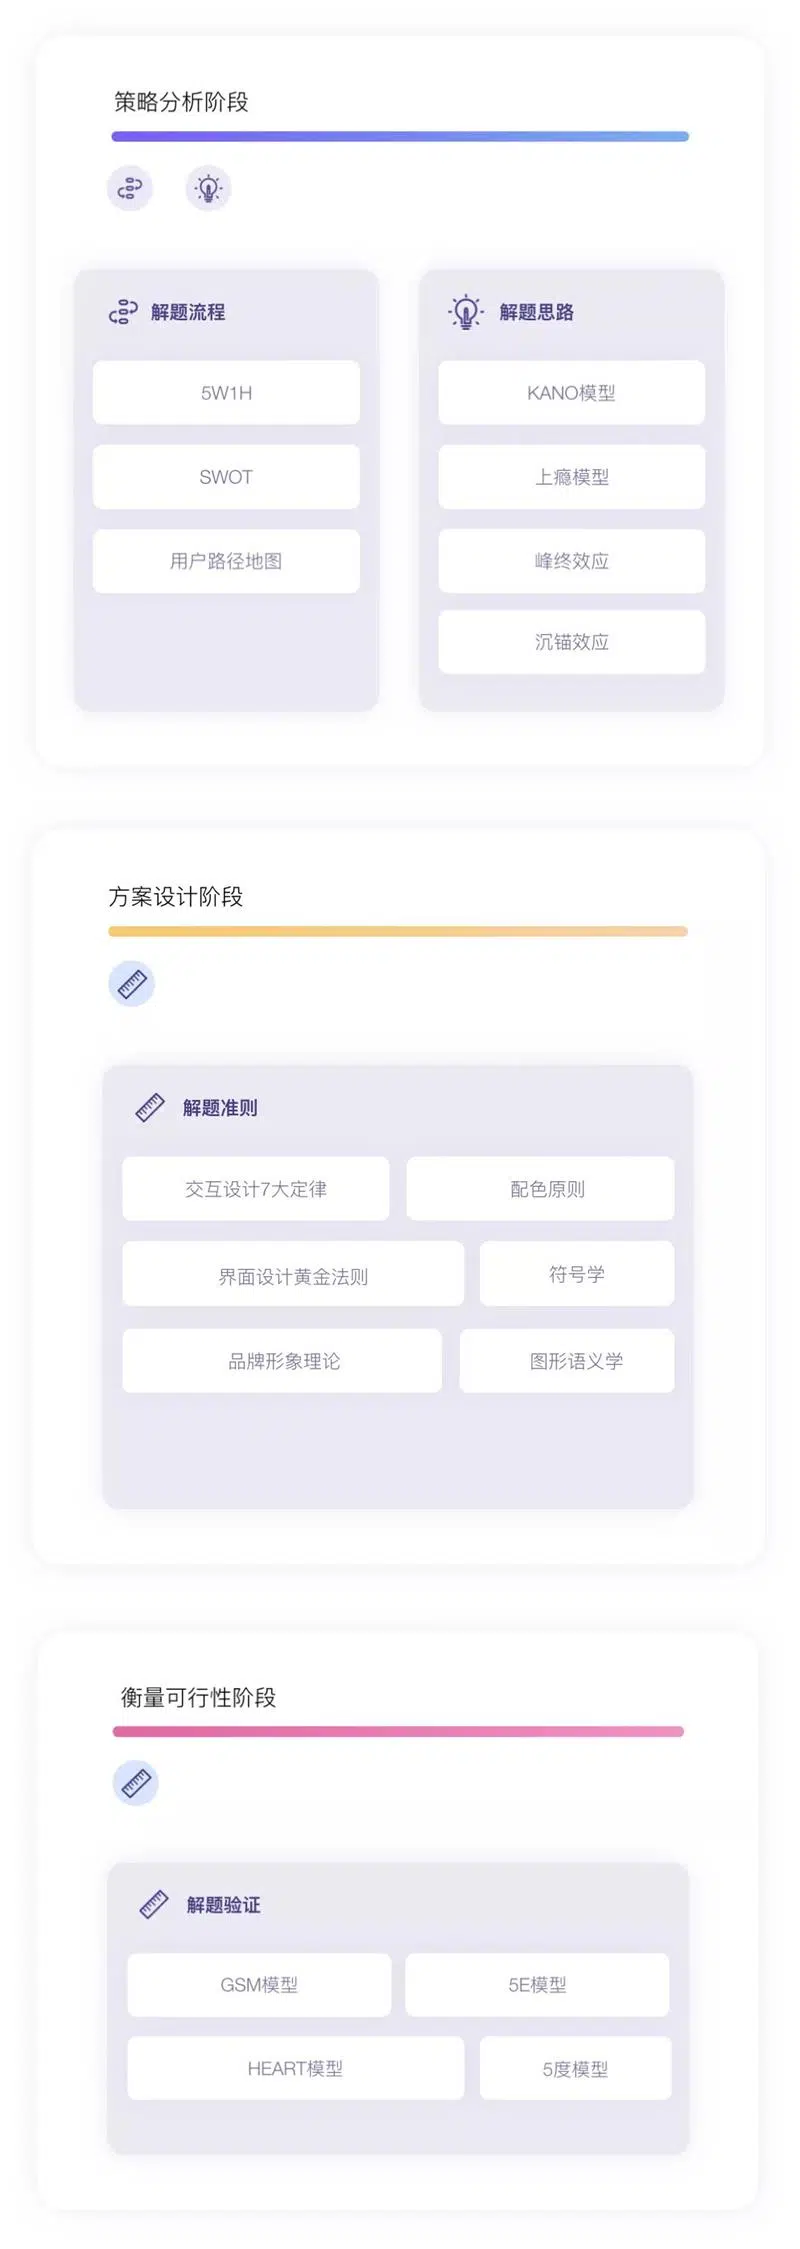 策略分析阶段
解题流程
5W1H
SWOT
用户路径地图
解题思路
KANO模型
上瘾模型
峰终效应
沉锚效应
方案设计阶段
解题准则
交互设计7大定律
配色原则
界面设计黄金法则
符号学
品牌形象理论
图形语义学
衡量可行性阶段
解题验证
GSM模型
5E模型
HEART模型
5度模型